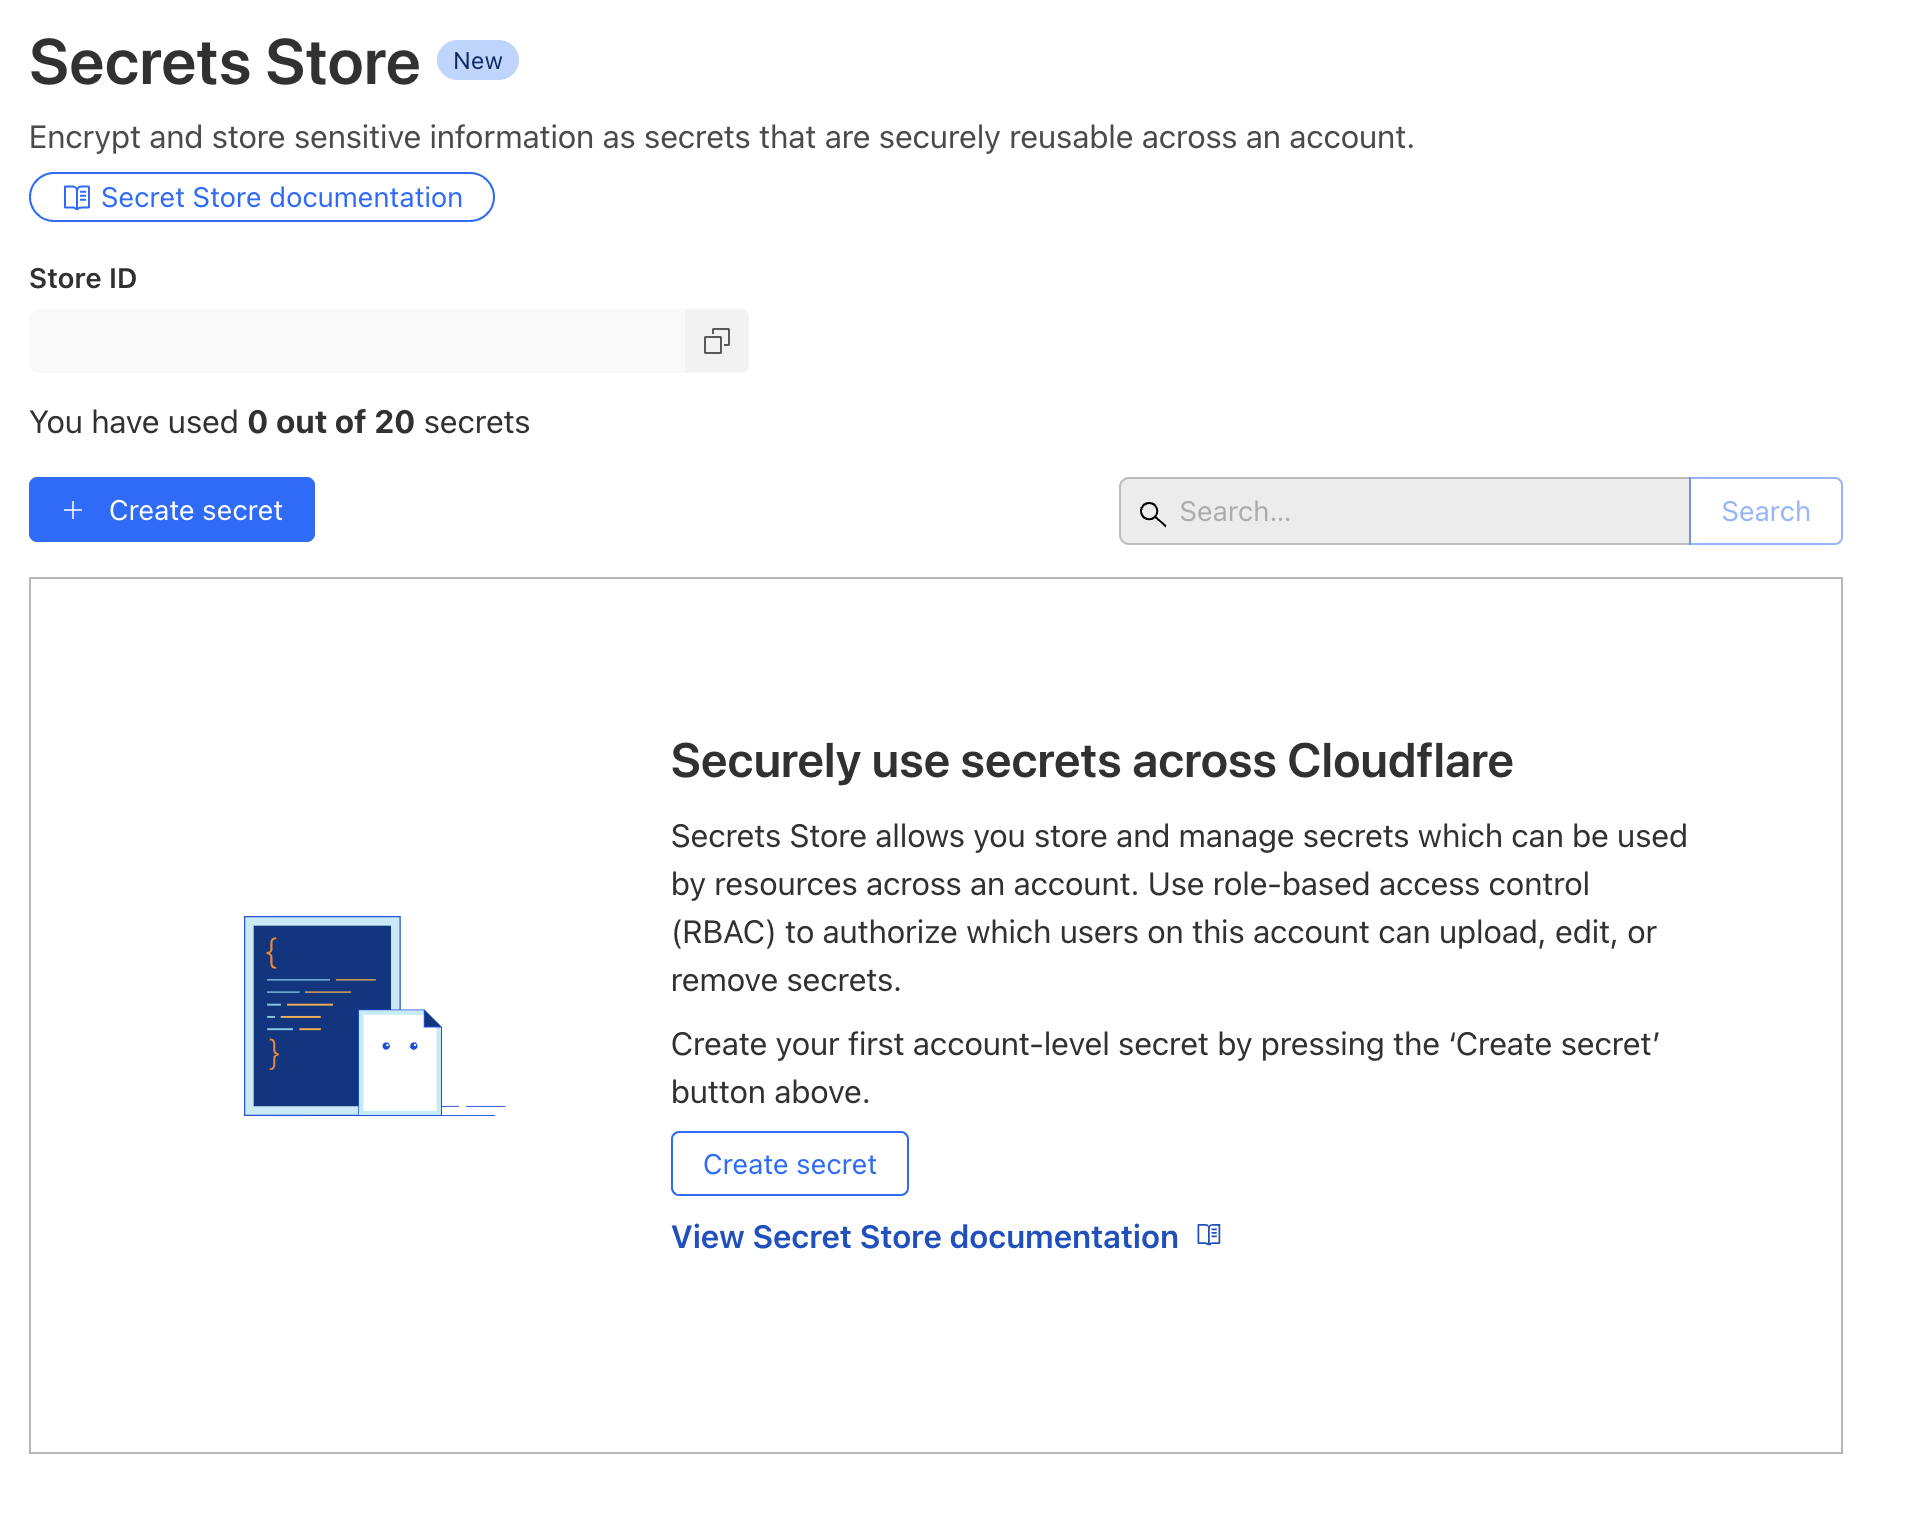 Secrets Store New
Encrypt and store sensitive information as secrets that are securely reusable across an account.
Secret Store documentation
Store ID
You have used 0 out of 20 secrets
+ Create secret
Search...
Search
Securely use secrets across Cloudflare
Secrets Store allows you store and manage secrets which can be used
by resources across an account. Use role-based access control
(RBAC) to authorize which users on this account can upload, edit, or
remove secrets.
Create your first account-level secret by pressing the ‘Create secret’
button above.
Create secret
View Secret Store documentation